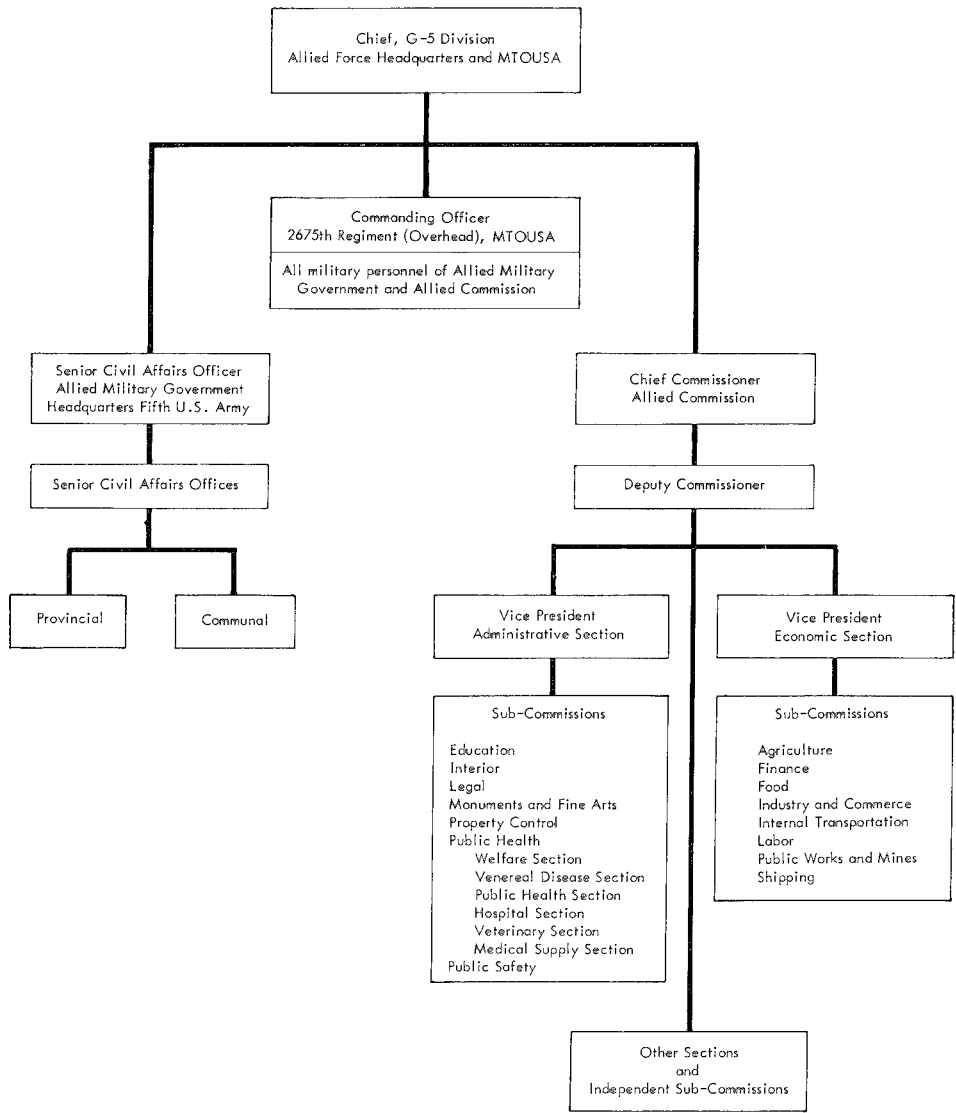 Chief, G-5 Division
Allied Force Headquarters and MTOUSA
Commanding Officer
2675th Regiment (Overhead), MTOUSA
All military personnel of Allied Military
Government and Allied Commission
Senior Civil Affairs Officer
Allied Military Government
Headquarters Fifth U.S. Army
Chief Commissioner
Allied Commission
Senior Civil Affairs Offices
Deputy Commissioner
Provincial
Communal
Vice President
Administrative Section
Vice President
Economic Section
Sub-Commissions
Education
Interior
Legal
Monuments and Fine Arts
Property Control
Public Health
Welfare Section
Venereal Disease Section
Public Health Section
Hospital Section
Veterinary Section
Medical Supply Section
Public Safety
Sub-Commissions
Agriculture
Finance
Food
Industry and Commerce
Internal Transportation
Labor
Public Works and Mines
Shipping
Other Sections
and
Independent Sub-Commissions